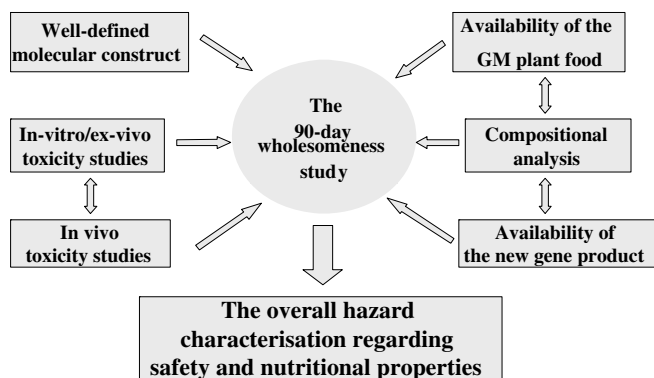 Well-defined
molecular construct
Availability of the
GM plant food
The
90-day
wholesomeness
study
In-vitro/ex-vivo
toxicity studies
Compositional
analysis
In vivo
toxicity studies
Availability of
the new gene product
The overall hazard
characterisation regarding
safety and nutritional properties